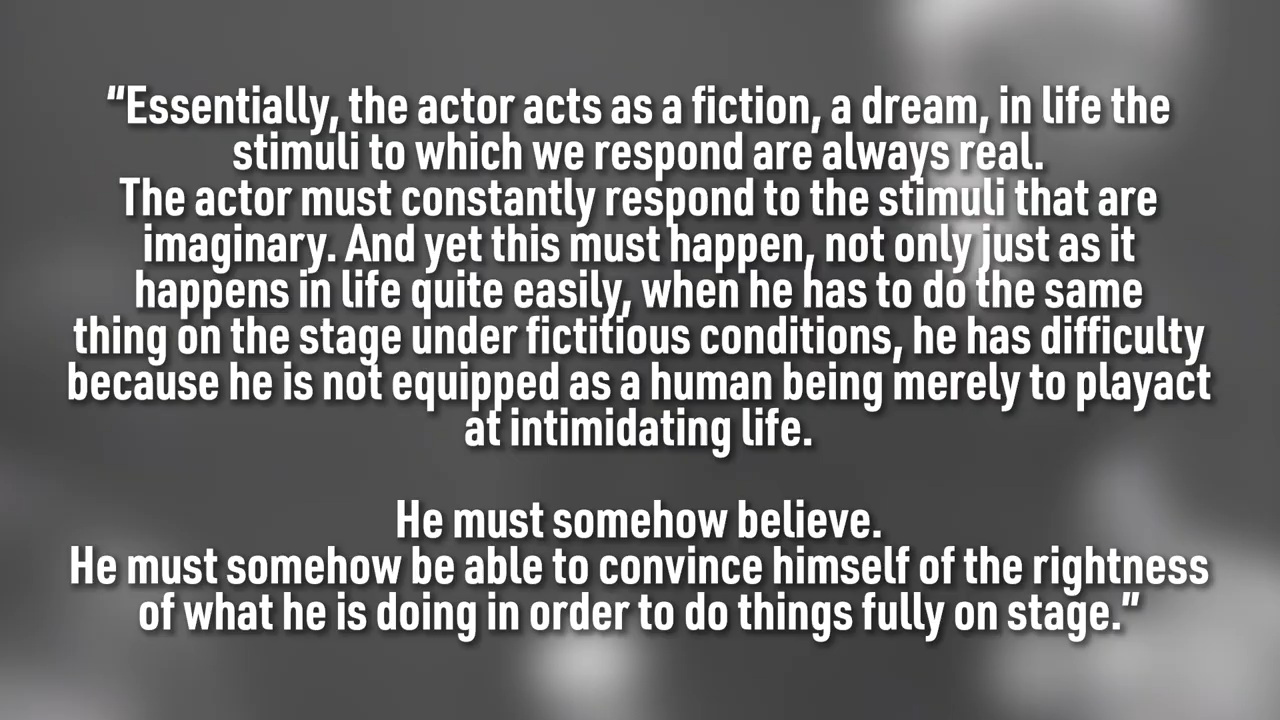 “Essentially, the actor acts as a fiction, a dream, in life the
stimuli to which we respond are always real.
The actor must constantly respond to the stimuli that are
imaginary. And yet this must happen, not only just as it
happens in life quite easily, when he has to do the same
thing on the stage under fictitious conditions, he has difficulty
because he is not equipped as a human being merely to playact
at intimidating life.
He must somehow believe.
He must somehow be able to convince himself of the rightness
of what he is doing in order to do things fully on stage.”